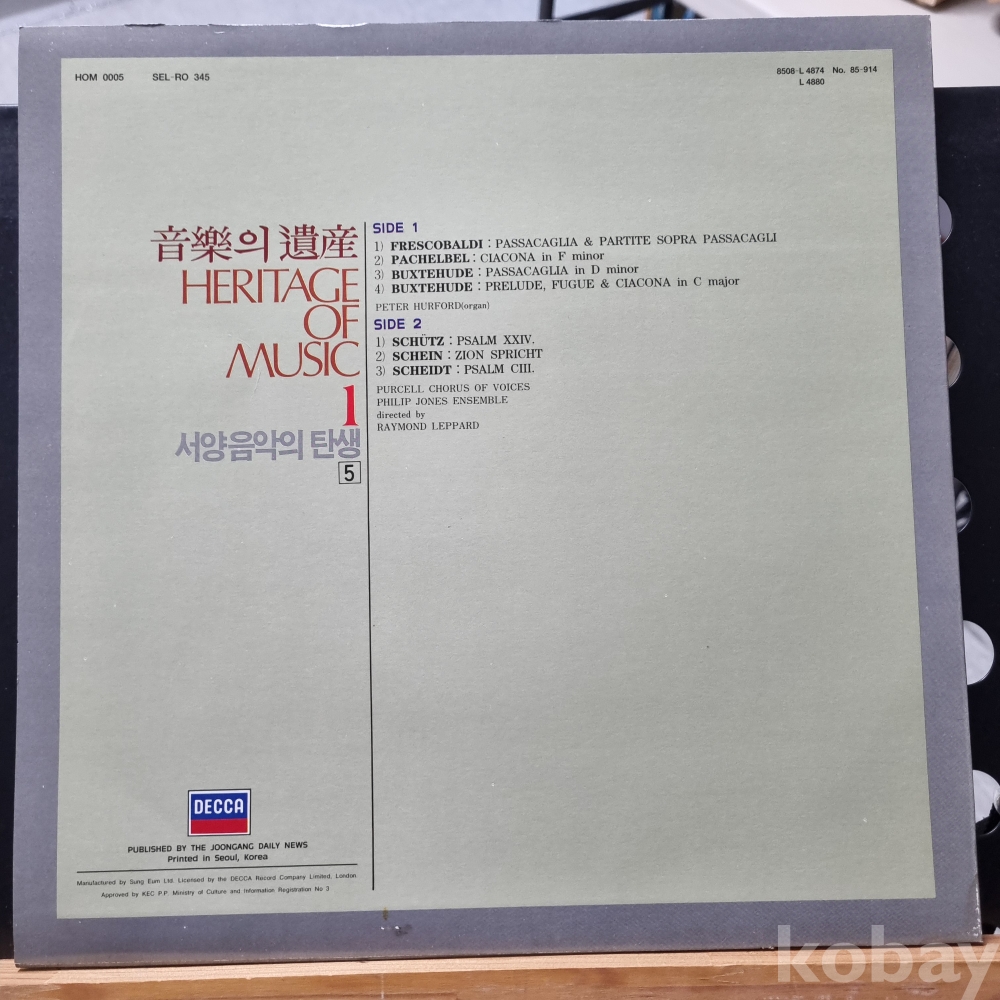 HOM 0005 SEL-RO 345
8508-L 4874 No. 85-914
L 4880
音樂의 遺産
HERITAGE
OF
MUSIC
1
서양음악의 탄생
5
SIDE 1
1) FRESCOBALDI : PASSACAGLIA & PARTITE SOPRA PASSACAGLI
2) PACHELBEL : CIACONA in F minor
3) BUXTEHUDE : PASSACAGLIA in D minor
4) BUXTEHUDE : PRELUDE, FUGUE & CIACONA in C major
PETER HURFORD(organ)
SIDE 2
1) SCHÜTZ : PSALM XXIV.
2) SCHEIN : ZION SPRICHT
3) SCHEIDT : PSALM CIII.
PURCELL CHORUS OF VOICES
PHILIP JONES ENSEMBLE
directed by
RAYMOND LEPPARD
DECCA
PUBLISHED BY THE JOONGANG DAILY NEWS
Printed in Seoul, Korea
Manufactured by Sung Eum Ltd. Licensed by the DECCA Record Company Limited, London.
Approved by KEC P.P. Ministry of Culture and Information Registration No 3
kobay